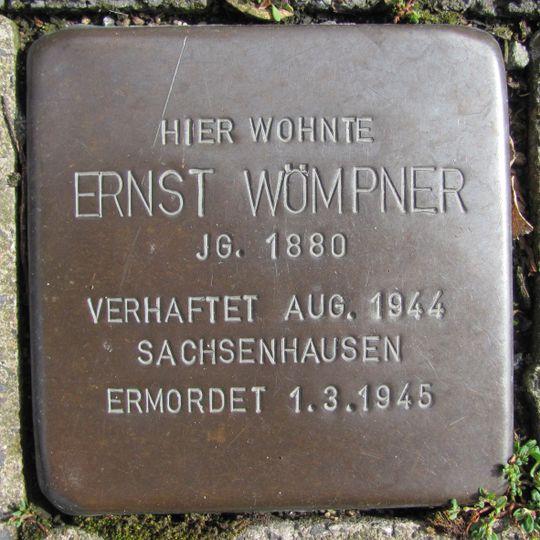 HIER WOHNTE
ERNST WÖMPNER
JG. 1880
VERHAFTET AUG. 1944
SACHSENHAUSEN
ERMORDET 1.3.1945